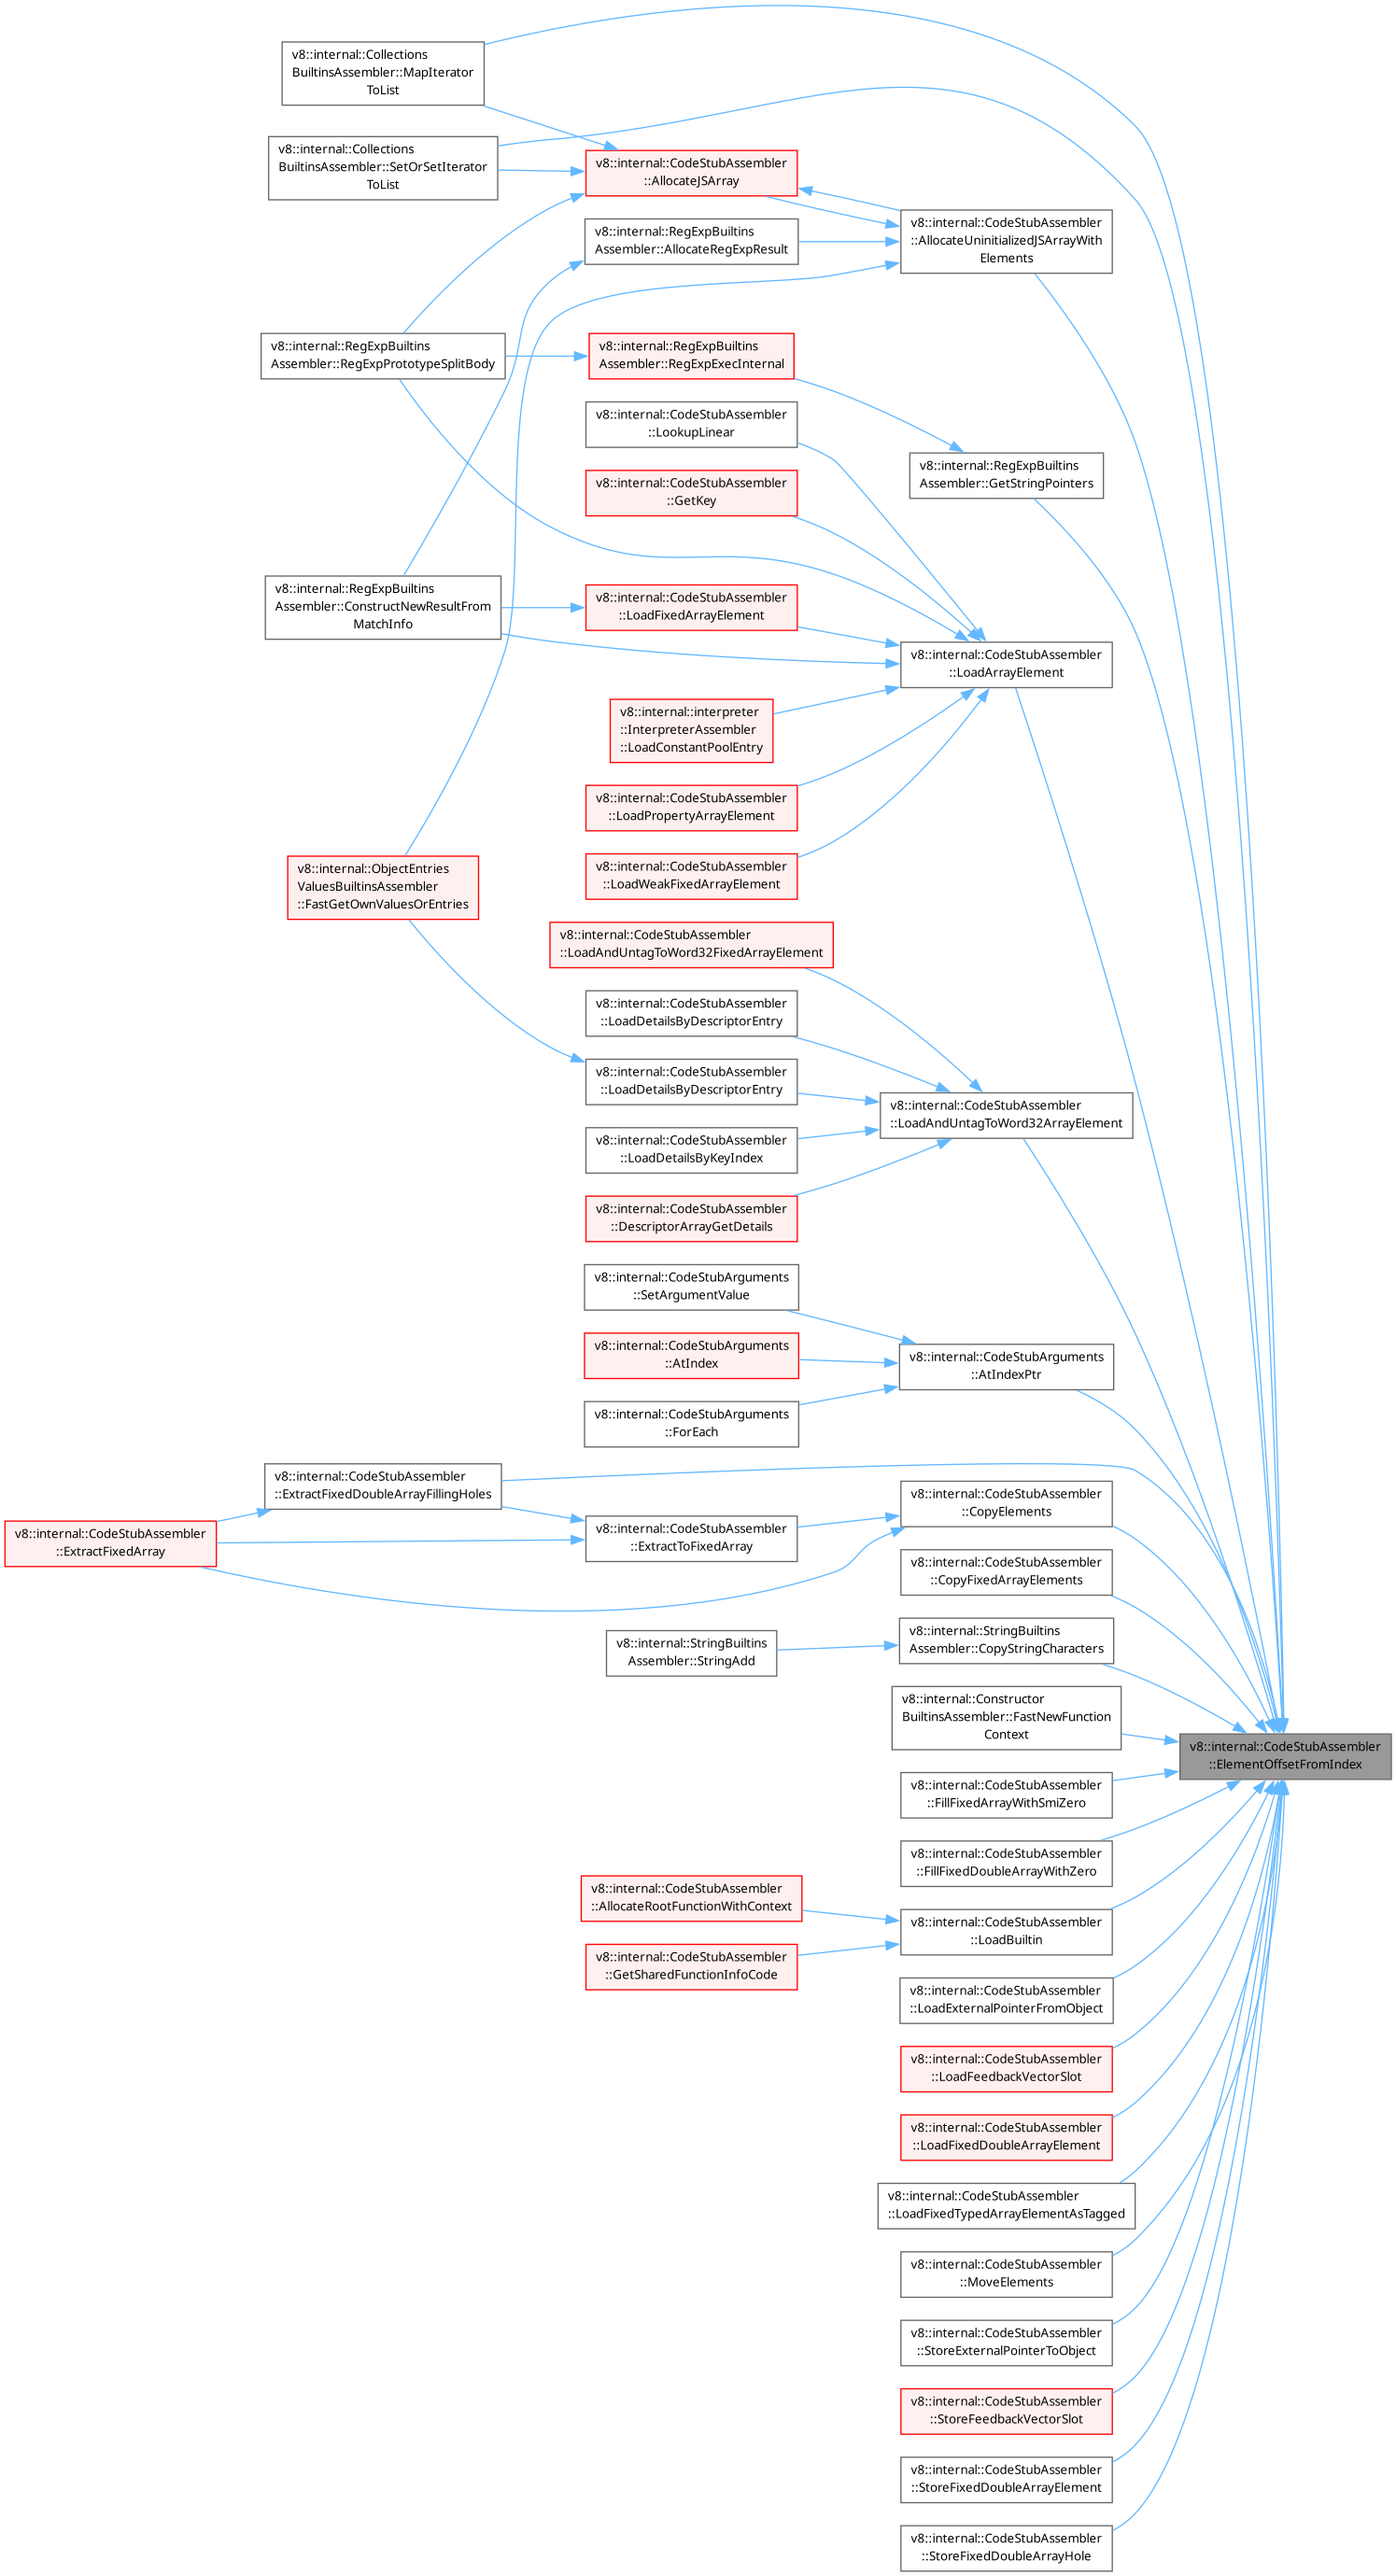 v8::internal::Collections
BuiltinsAssembler::MapIterator
ToList
v8::internal::Collections
BuiltinsAssembler::SetOrSetIterator
ToList
v8::internal::CodeStubAssembler
::AllocateJSArray
v8::internal::CodeStubAssembler
::AllocateUninitializedJSArrayWith
Elements
v8::internal::RegExpBuiltins
Assembler::AllocateRegExpResult
v8::internal::RegExpBuiltins
Assembler::RegExpPrototypeSplitBody
v8::internal::RegExpBuiltins
Assembler::RegExpExecInternal
v8::internal::CodeStubAssembler
::LookupLinear
v8::internal::RegExpBuiltins
Assembler::GetStringPointers
v8::internal::CodeStubAssembler
::GetKey
v8::internal::RegExpBuiltins
Assembler::ConstructNewResultFrom
MatchInfo
v8::internal::CodeStubAssembler
::LoadFixedArrayElement
v8::internal::CodeStubAssembler
::LoadArrayElement
v8::internal::interpreter
::InterpreterAssembler
::LoadConstantPoolEntry
v8::internal::CodeStubAssembler
::LoadPropertyArrayElement
v8::internal::CodeStubAssembler
::LoadWeakFixedArrayElement
v8::internal::ObjectEntries
ValuesBuiltinsAssembler
::FastGetOwnValuesOrEntries
v8::internal::CodeStubAssembler
::LoadAndUntagToWord32FixedArrayElement
v8::internal::CodeStubAssembler
::LoadDetailsByDescriptorEntry
v8::internal::CodeStubAssembler
::LoadDetailsByDescriptorEntry
v8::internal::CodeStubAssembler
::LoadAndUntagToWord32ArrayElement
v8::internal::CodeStubAssembler
::LoadDetailsByKeyIndex
v8::internal::CodeStubAssembler
::DescriptorArrayGetDetails
v8::internal::CodeStubArguments
::SetArgumentValue
v8::internal::CodeStubArguments
::AtIndex
v8::internal::CodeStubArguments
::AtIndexPtr
v8::internal::CodeStubArguments
::ForEach
v8::internal::CodeStubAssembler
::ExtractFixedDoubleArrayFillingHoles
v8::internal::CodeStubAssembler
::CopyElements
v8::internal::CodeStubAssembler
::ExtractFixedArray
v8::internal::CodeStubAssembler
::ExtractToFixedArray
v8::internal::CodeStubAssembler
::CopyFixedArrayElements
v8::internal::StringBuiltins
Assembler::StringAdd
v8::internal::StringBuiltins
Assembler::CopyStringCharacters
v8::internal::Constructor
BuiltinsAssembler::FastNewFunction
Context
v8::internal::CodeStubAssembler
::ElementOffsetFromIndex
v8::internal::CodeStubAssembler
::FillFixedArrayWithSmiZero
v8::internal::CodeStubAssembler
::FillFixedDoubleArrayWithZero
v8::internal::CodeStubAssembler
::AllocateRootFunctionWithContext
v8::internal::CodeStubAssembler
::LoadBuiltin
v8::internal::CodeStubAssembler
::GetSharedFunctionInfoCode
v8::internal::CodeStubAssembler
::LoadExternalPointerFromObject
v8::internal::CodeStubAssembler
::LoadFeedbackVectorSlot
v8::internal::CodeStubAssembler
::LoadFixedDoubleArrayElement
v8::internal::CodeStubAssembler
::LoadFixedTypedArrayElementAsTagged
v8::internal::CodeStubAssembler
::MoveElements
v8::internal::CodeStubAssembler
::StoreExternalPointerToObject
v8::internal::CodeStubAssembler
::StoreFeedbackVectorSlot
v8::internal::CodeStubAssembler
::StoreFixedDoubleArrayElement
v8::internal::CodeStubAssembler
::StoreFixedDoubleArrayHole